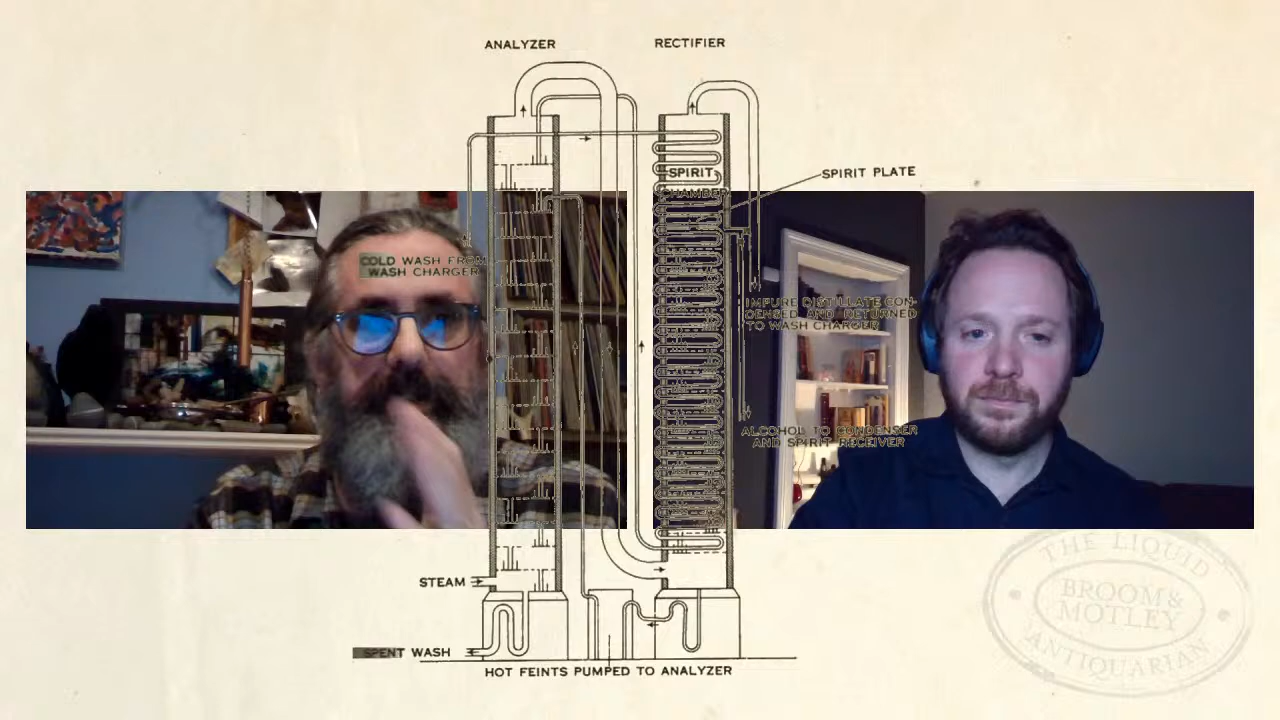 ANALYZER
RECTIFIER
SPIRIT
CHAMBER
SPIRIT PLATE
COLD WASH FROM
WASH CHARGER
IMPURE DISTILLATE CON-
DENSED AND RETURNED
TO WASH CHARGER
ALCOHOL TO CONDENSER
AND SPIRIT RECEIVER
STEAM
SPENT WASH
HOT FEINTS PUMPED TO ANALYZER
THE LIQUID
BROOM &
MOTLEY
ANTIQUARIAN